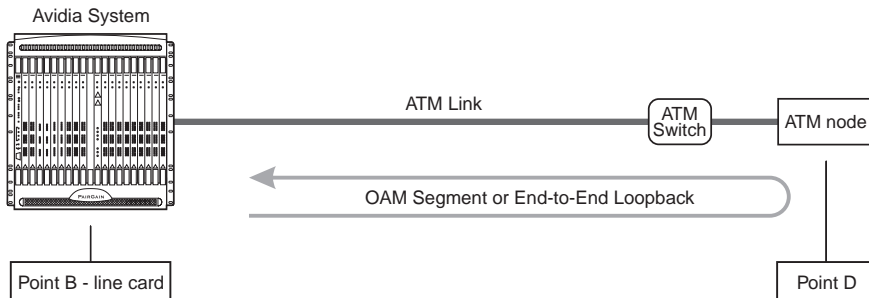 Avidia System
PAIRGAIN
ATM Link
ATM
Switch
ATM node
OAM Segment or End-to-End Loopback
Point B - line card
Point D